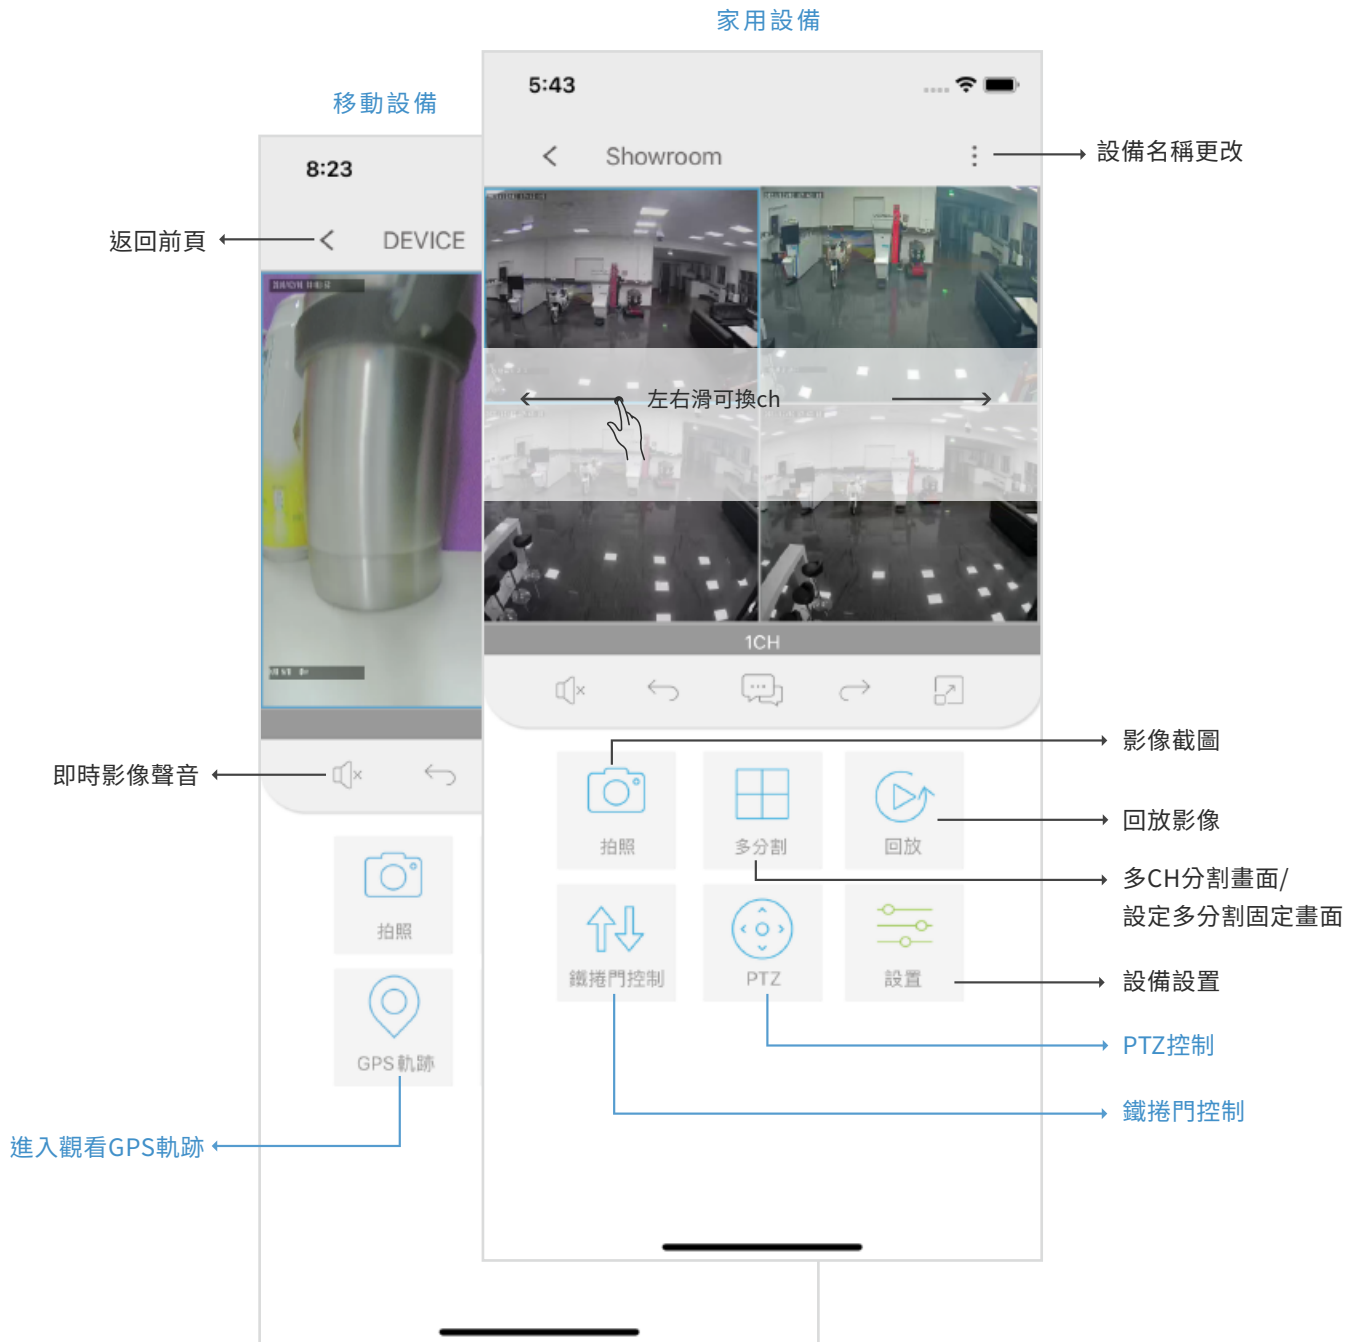 家用設備
移動設備
5:43
Showroom
設備名稱更改
8:23
返回前頁
DEVICE
左右滑可換ch
1CH
即時影像聲音
影像截圖
回放影像
多CH分割畫面/
設定多分割固定畫面
拍照
多分割
回放
鐵捲門控制
PTZ
設置
設備設置
PTZ控制
鐵捲門控制
拍照
GPS軌跡
進入觀看GPS軌跡